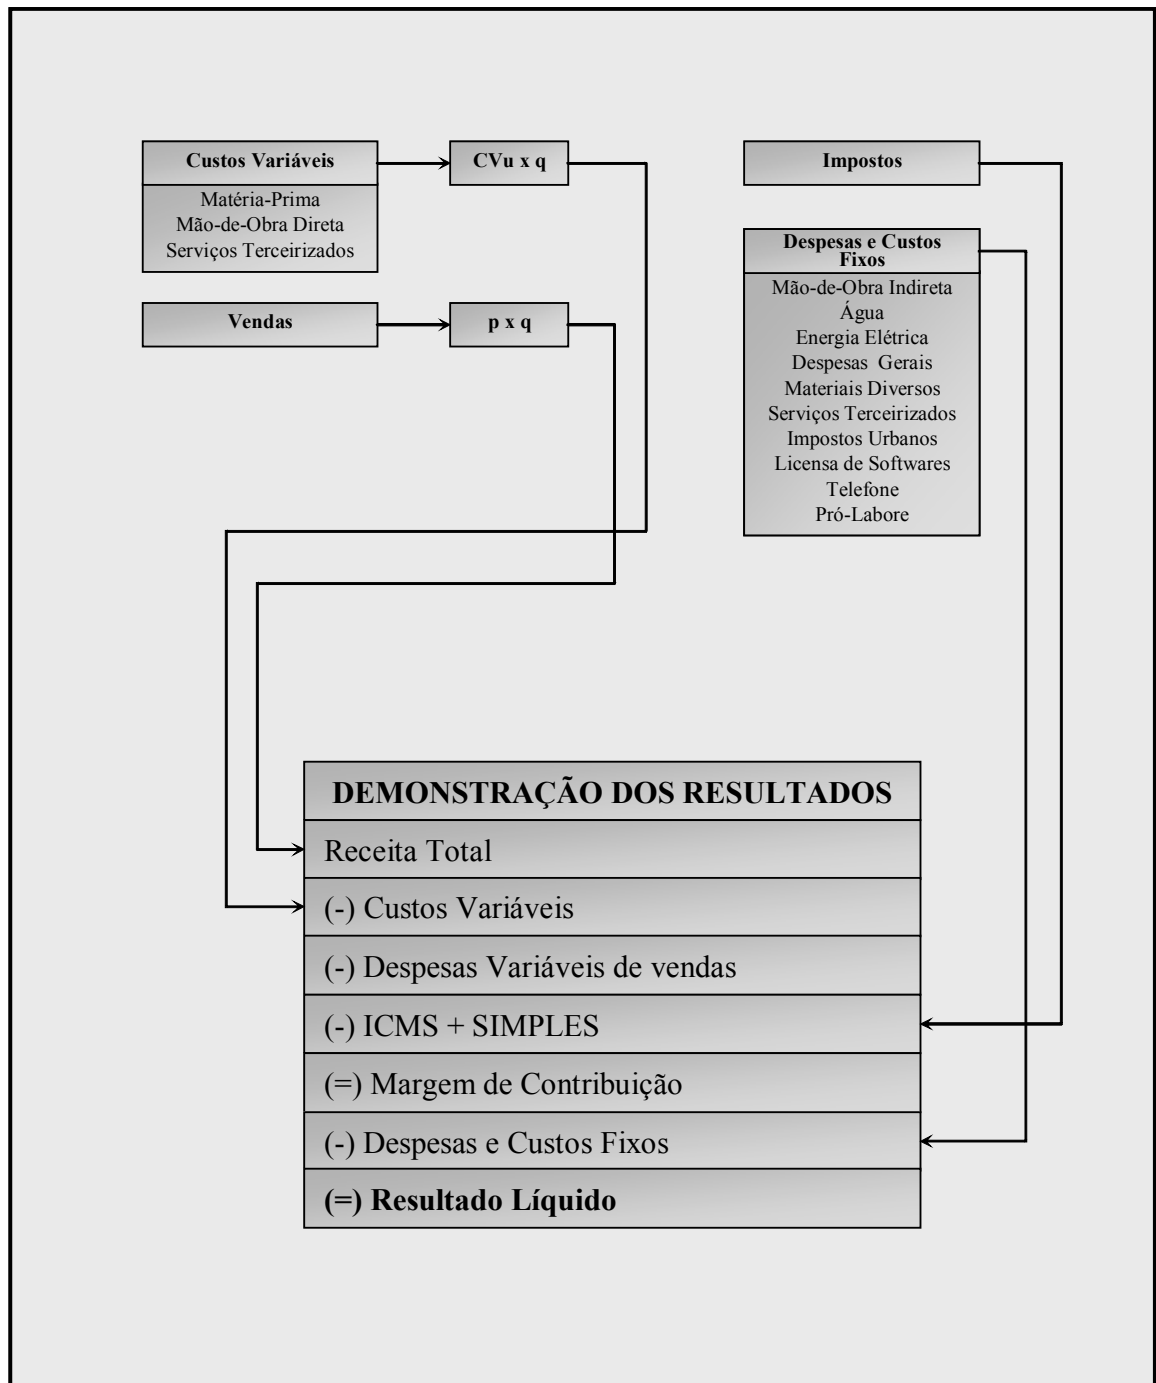 Custos Variáveis
Matéria-Prima
Mão-de-Obra Direta
Serviços Terceirizados
CVu x q
Vendas
p x q
Impostos
Despesas e Custos
Fixos
Mão-de-Obra Indireta
Água
Energia Elétrica
Despesas Gerais
Materiais Diversos
Serviços Terceirizados
Impostos Urbanos
Licensa de Softwares
Telefone
Pró-Labore
DEMONSTRAÇÃO DOS RESULTADOS
Receita Total
(-) Custos Variáveis
(-) Despesas Variáveis de vendas
(-) ICMS + SIMPLES
(=) Margem de Contribuição
(-) Despesas e Custos Fixos
(=) Resultado Líquido